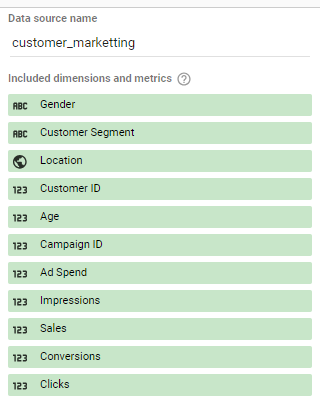 Data source name
customer_marketting
Included dimensions and metrics ?
ABC Gender
ABC Customer Segment
Location
123 Customer ID
123 Age
123 Campaign ID
123 Ad Spend
123 Impressions
123 Sales
123 Conversions
123 Clicks